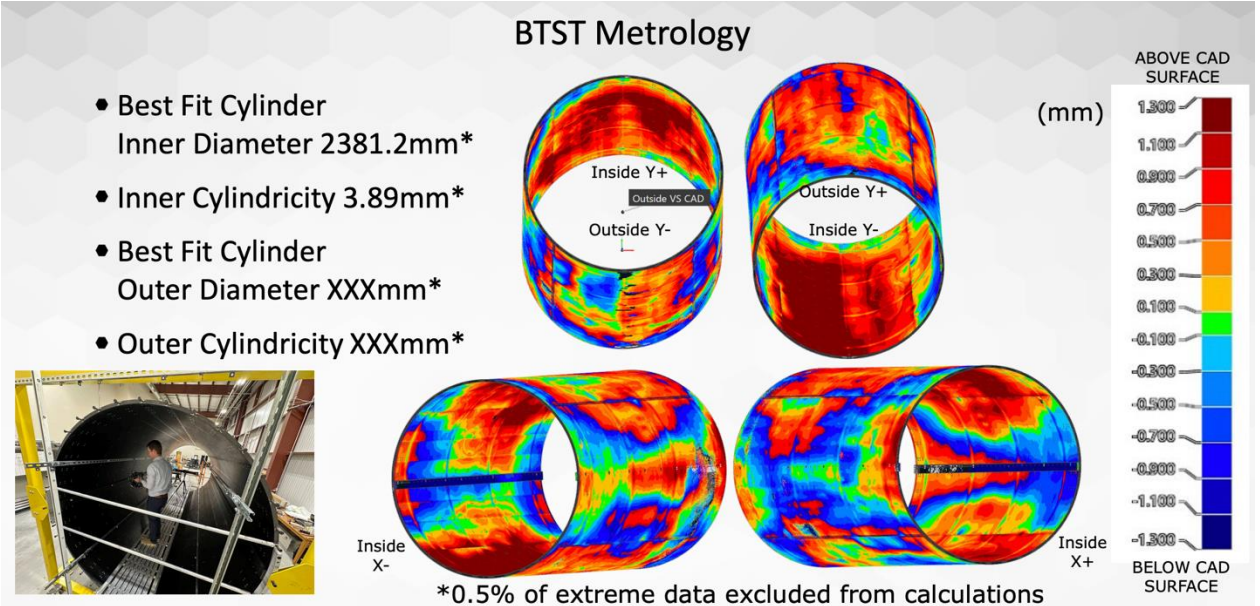 BTST Metrology
• Best Fit Cylinder
Inner Diameter 2381.2mm*
• Inner Cylindricity 3.89mm*
• Best Fit Cylinder
Outer Diameter XXXmm*
• Outer Cylindricity XXXmm*
Inside Y+
Outside VS CAD
Outside Y-
Outside Y+
Inside Y-
Inside
X-
Inside
X+
(mm)
ABOVE CAD
SURFACE
1.300
1.100
0.900
0.700
0.500
0.300
0.100
-0.100
-0.300
-0.500
-0.700
-0.900
-1.100
-1.300
BELOW CAD
SURFACE
*0.5% of extreme data excluded from calculations